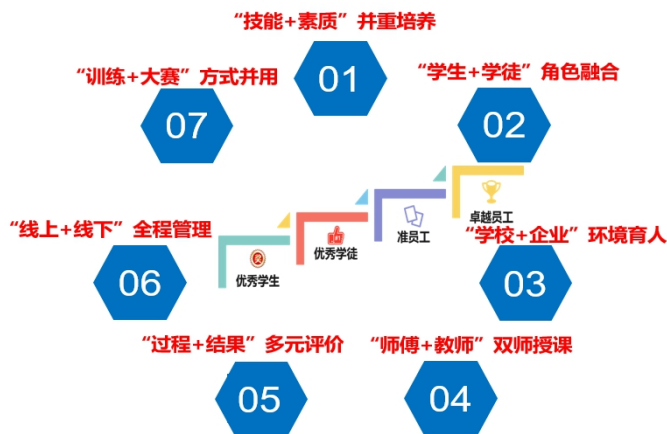 “技能+素质”并重培养
01
“学生+学徒”角色融合
02
“学校+企业”环境育人
03
“师傅+教师”双师授课
04
“过程+结果”多元评价
05
“线上+线下”全程管理
06
“训练+大赛”方式并用
07
优秀学生
优秀学徒
准员工
卓越员工